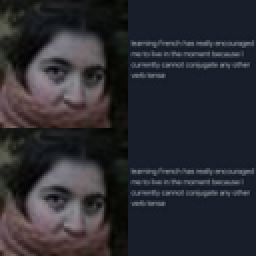 learning French has really encouraged
me to live in the moment because I
currently cannot conjugate any other
verb tense
learning French has really encouraged
me to live in the moment because I
currently cannot conjugate any other
verb tense